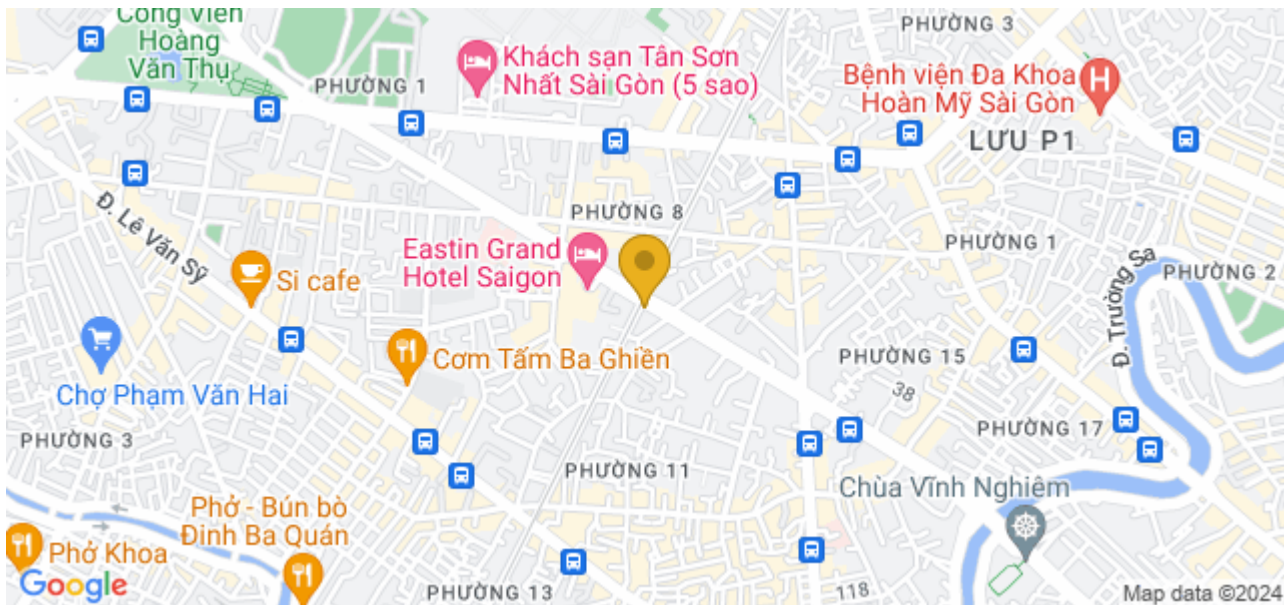 Công Viên
Hoàng
Văn Thụ
PHƯỜNG 1
Khách sạn Tân Sơn
Nhất Sài Gòn (5 sao)
PHƯỜNG 3
Bệnh viện Đa Khoa
Hoàn Mỹ Sài Gòn
LƯU P1
Đ. Lê Văn Sỹ
PHƯỜNG 8
PHƯỜNG 1
Đ. Trường Sa
PHƯỜNG 2
Eastin Grand
Hotel Saigon
Si cafe
Cơm Tấm Ba Ghiền
PHƯỜNG 15
38
Chợ Phạm Văn Hai
PHƯỜNG 3
PHƯỜNG 17
PHƯỜNG 11
Chùa Vĩnh Nghiêm
Phở - Bún bò
Đinh Ba Quán
Phở Khoa
Google
PHƯỜNG 13
118
Map data ©2024